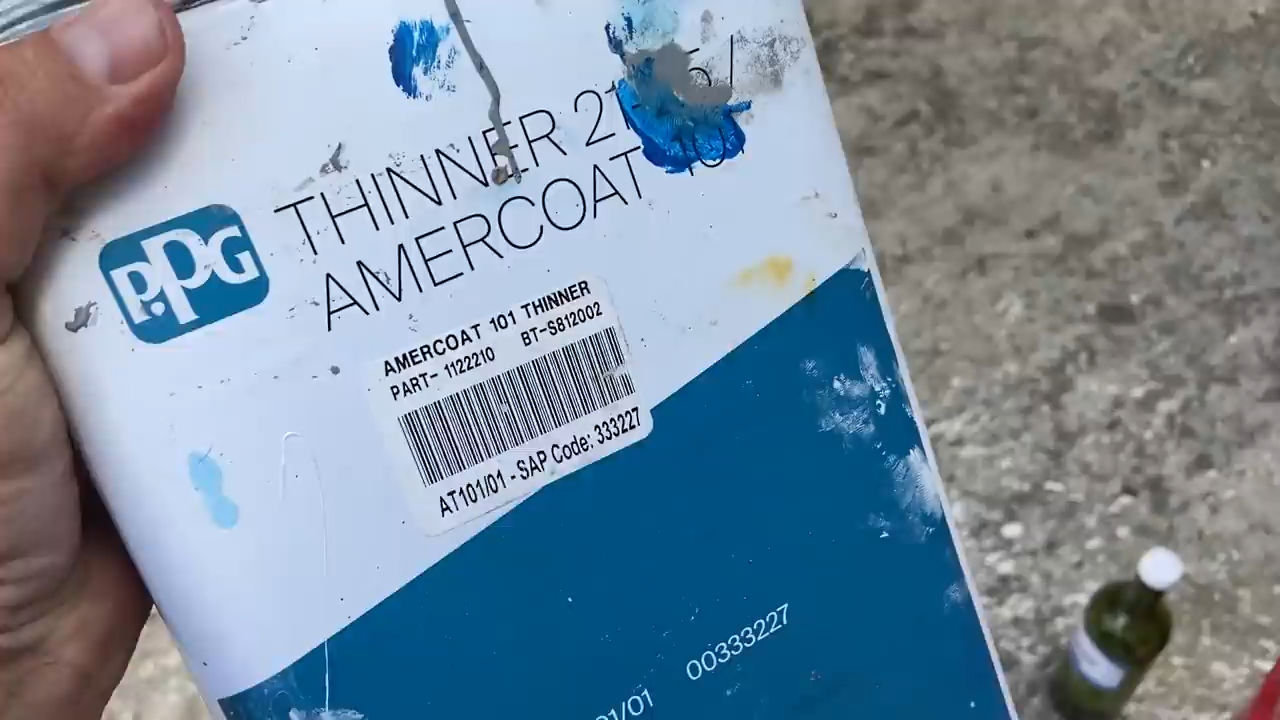 THINNER
AMERCOAT
PPG
AMERCOAT 101 THINNER
PART- 1122210 BT-S812002
AT101/01 - SAP Code: 333227
00333227